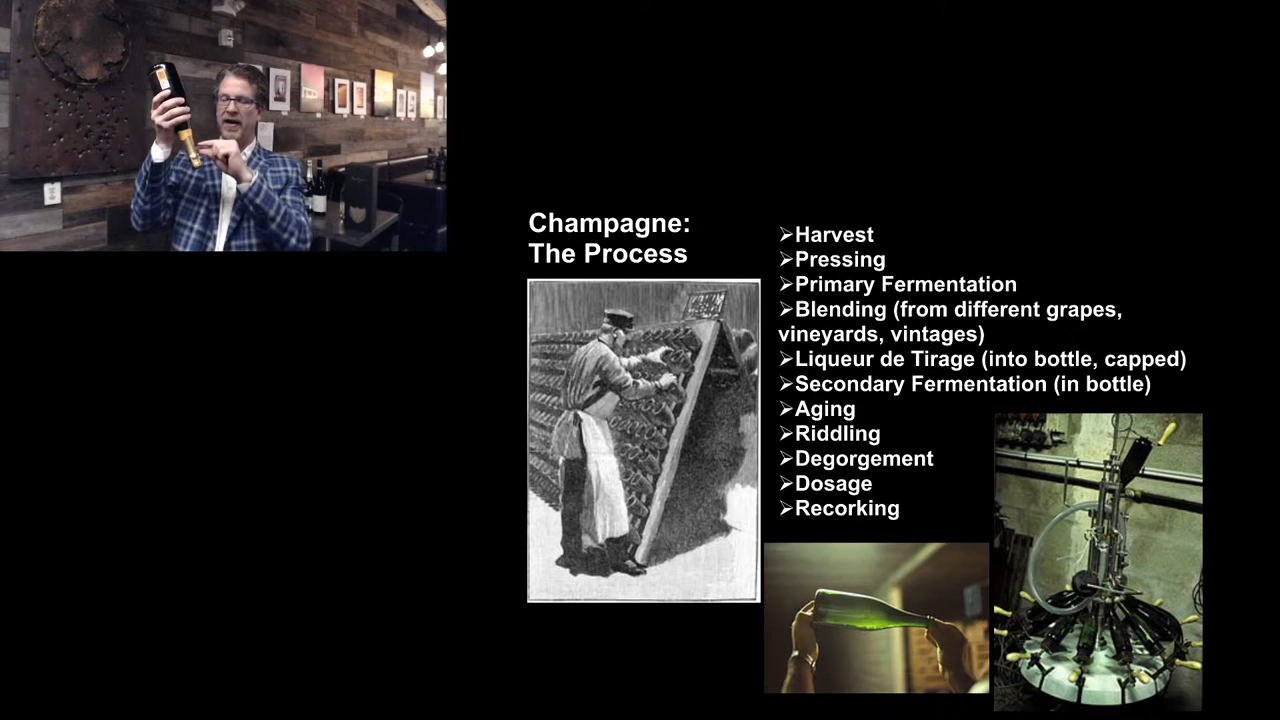 Champagne:
The Process
➢Harvest
➢Pressing
➢Primary Fermentation
➢Blending (from different grapes,
vineyards, vintages)
➢Liqueur de Tirage (into bottle, capped)
➢Secondary Fermentation (in bottle)
➢Aging
➢Riddling
➢Degorgement
➢Dosage
➢Recorking